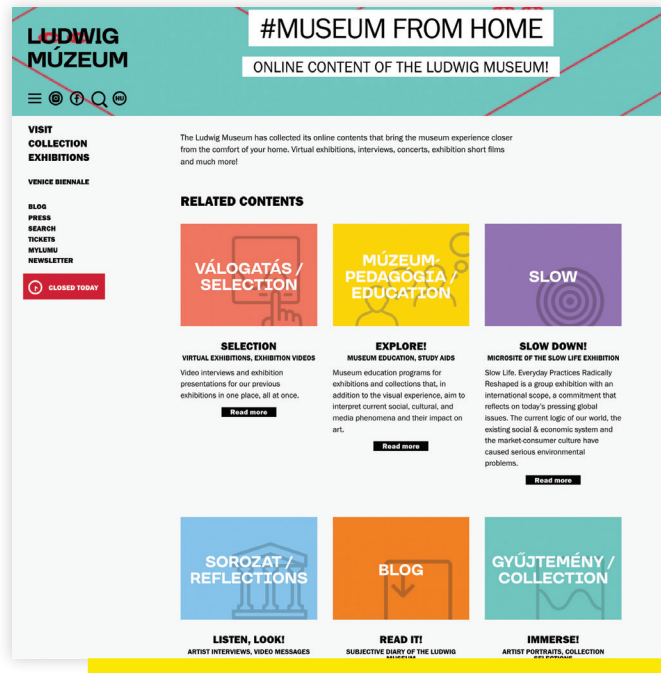 LUDWIG
MÚZEUM
#MUSEUM FROM HOME
ONLINE CONTENT OF THE LUDWIG MUSEUM!
HU
VISIT
COLLECTION
EXHIBITIONS
VENICE BIENNALE
BLOG
PRESS
SEARCH
TICKETS
MYLUMU
NEWSLETTER
CLOSED TODAY
The Ludwig Museum has collected its online contents that bring the museum experience closer
from the comfort of your home. Virtual exhibitions, interviews, concerts, exhibition short films
and much more!
RELATED CONTENTS
VÁLOGATÁS /
SELECTION
SELECTION
VIRTUAL EXHIBITIONS, EXHIBITION VIDEOS
Video interviews and exhibition
presentations for our previous
exhibitions in one place, all at once.
Read more
MÚZEUM-
PEDAGÓGIA /
EDUCATION
EXPLORE!
MUSEUM EDUCATION, STUDY AIDS
Museum education programs for
exhibitions and collections that, in
addition to the visual experience, aim to
interpret current social, cultural, and
media phenomena and their impact on
art.
Read more
SLOW
SLOW DOWN!
MICROSITE OF THE SLOW LIFE EXHIBITION
Slow Life. Everyday Practices Radically
Reshaped is a group exhibition with an
international scope, a commitment that
reflects on today's pressing global
issues. The current logic of our world, the
existing social & economic system and
the market-consumer culture have
caused serious environmental
problems.
Read more
SOROZAT /
REFLECTIONS
LISTEN, LOOK!
ARTIST INTERVIEWS, VIDEO MESSAGES
BLOG
READ IT!
SUBJECTIVE DIARY OF THE LUDWIG
MUSEUM
GYŰJTEMÉNY /
COLLECTION
IMMERSE!
ARTIST PORTRAITS, COLLECTION
SELECTIONS